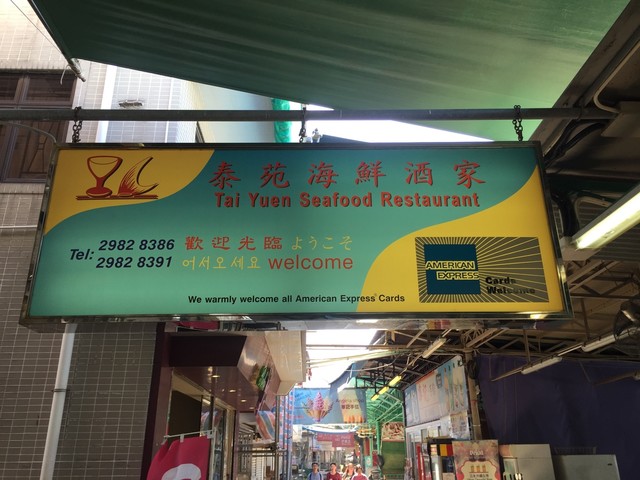 泰苑海鮮酒家
Tai Yuen Seafood Restaurant
Tel: 2982 8386
2982 8391
歡迎光臨 ようこそ
어서오세요 welcome
AMERICAN
EXPRESS
Cards
Welcome
We warmly welcome all American Express Cards